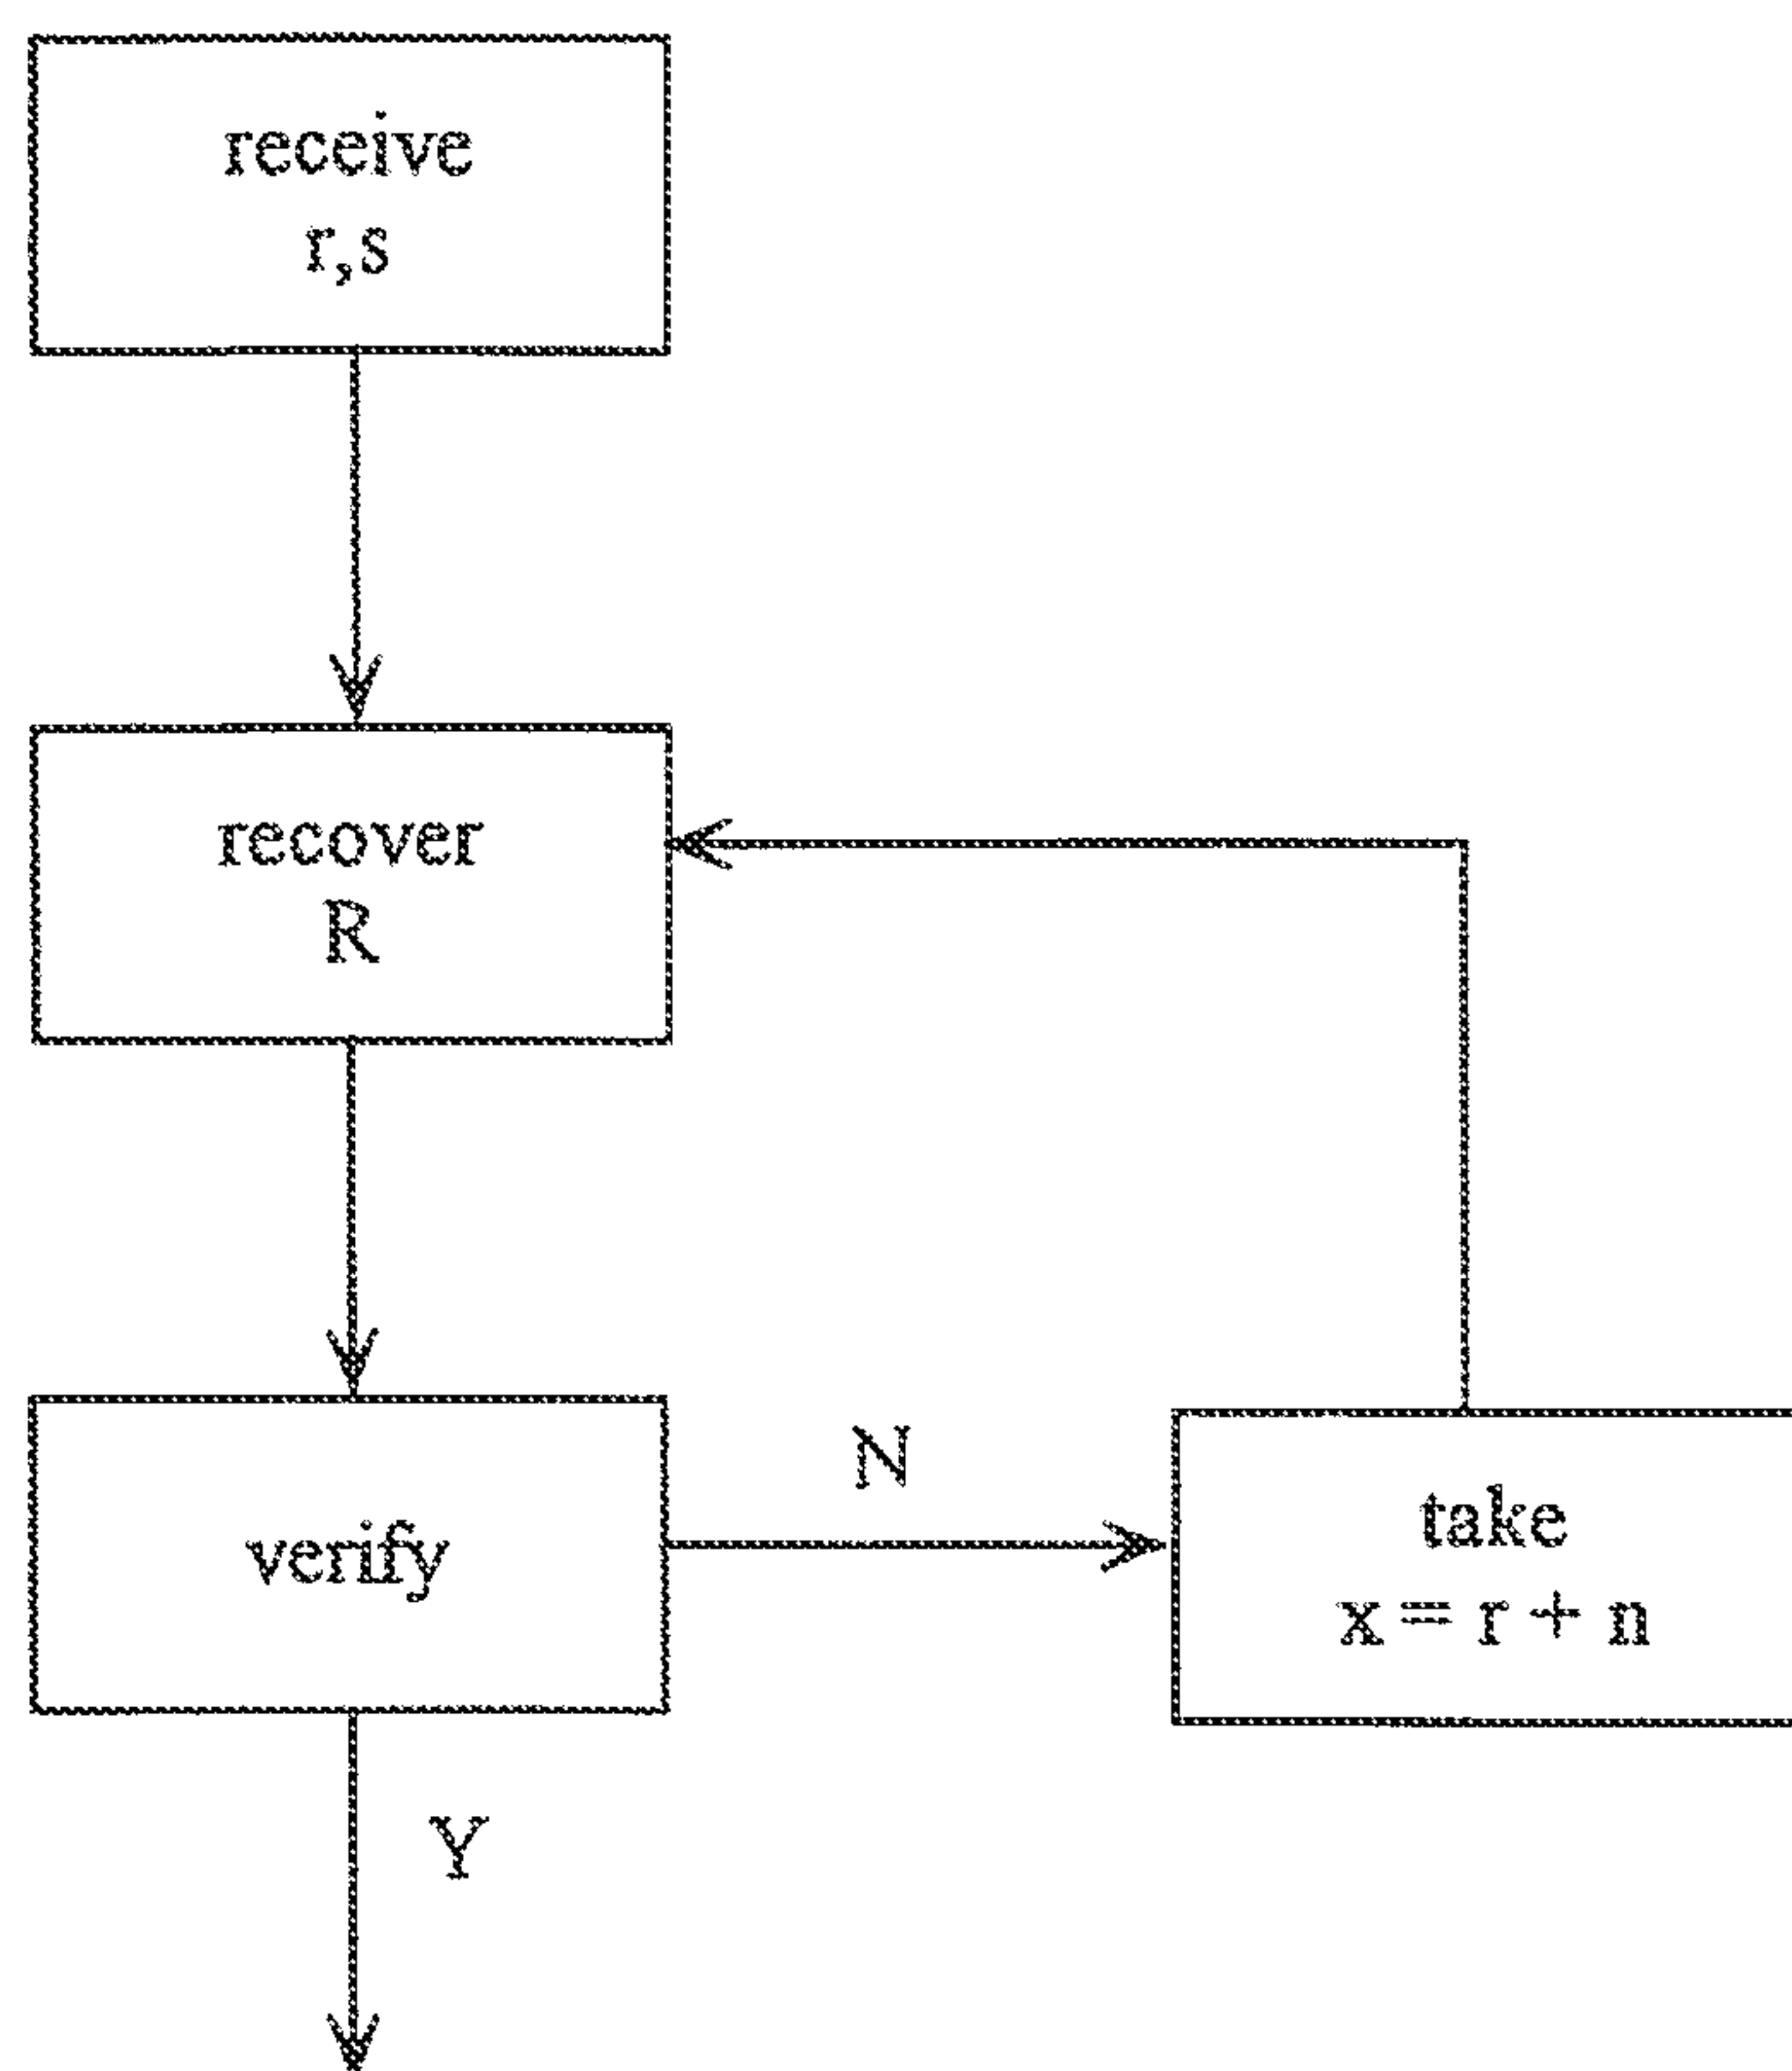 receive
r,s
recover
R
verify
N
take
x = r + n
Y